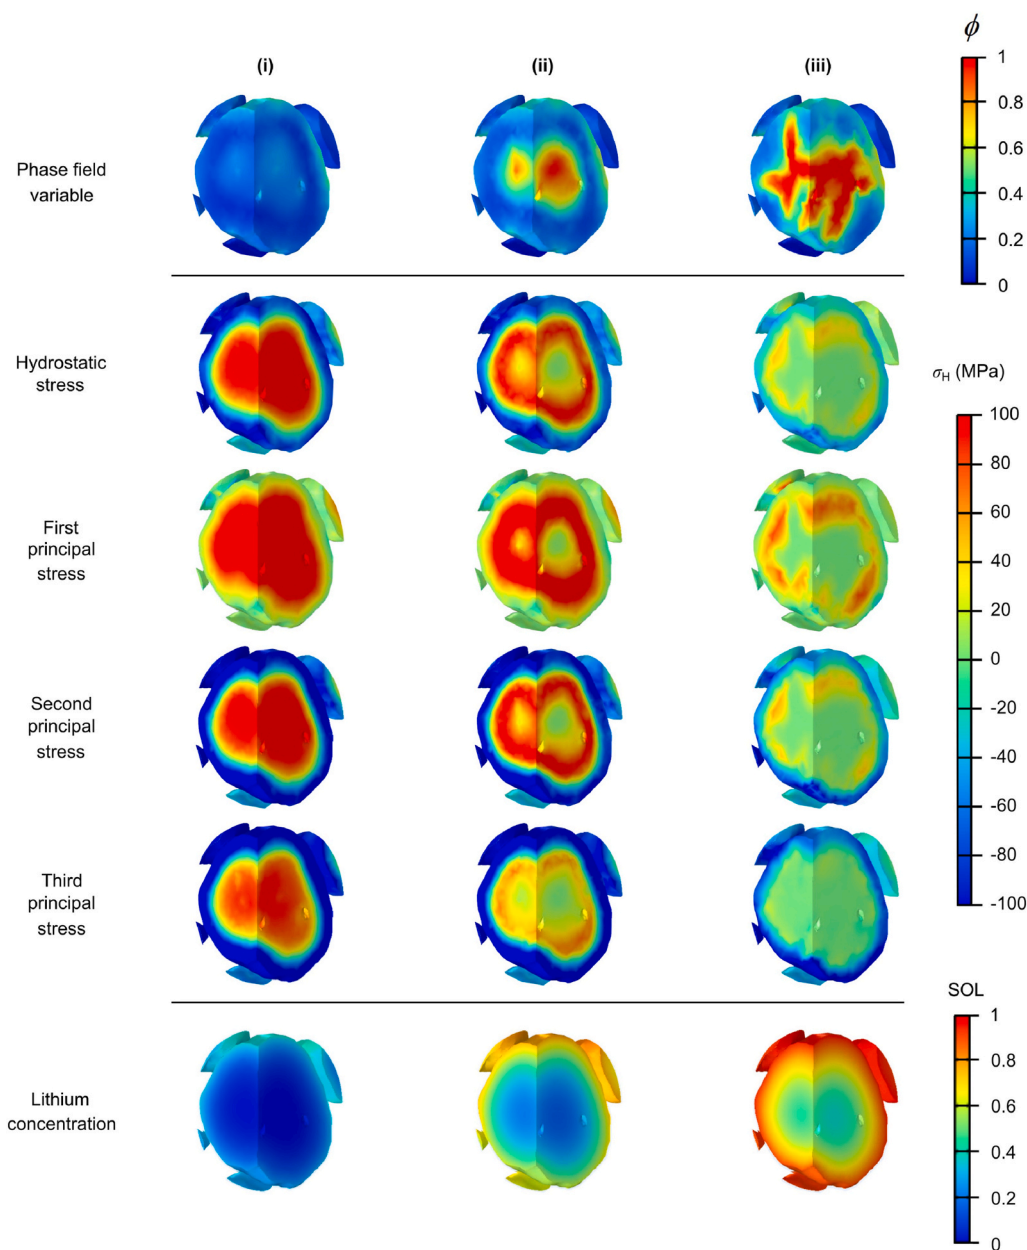 ϕ
(i)
(ii)
(iii)
1
0.8
0.6
0.4
0.2
0
Phase field
variable
Hydrostatic
stress
σH (MPa)
100
80
60
40
20
0
-20
-40
-60
-80
-100
First
principal
stress
Second
principal
stress
Third
principal
stress
SOL
1
0.8
0.6
0.4
0.2
0
Lithium
concentration